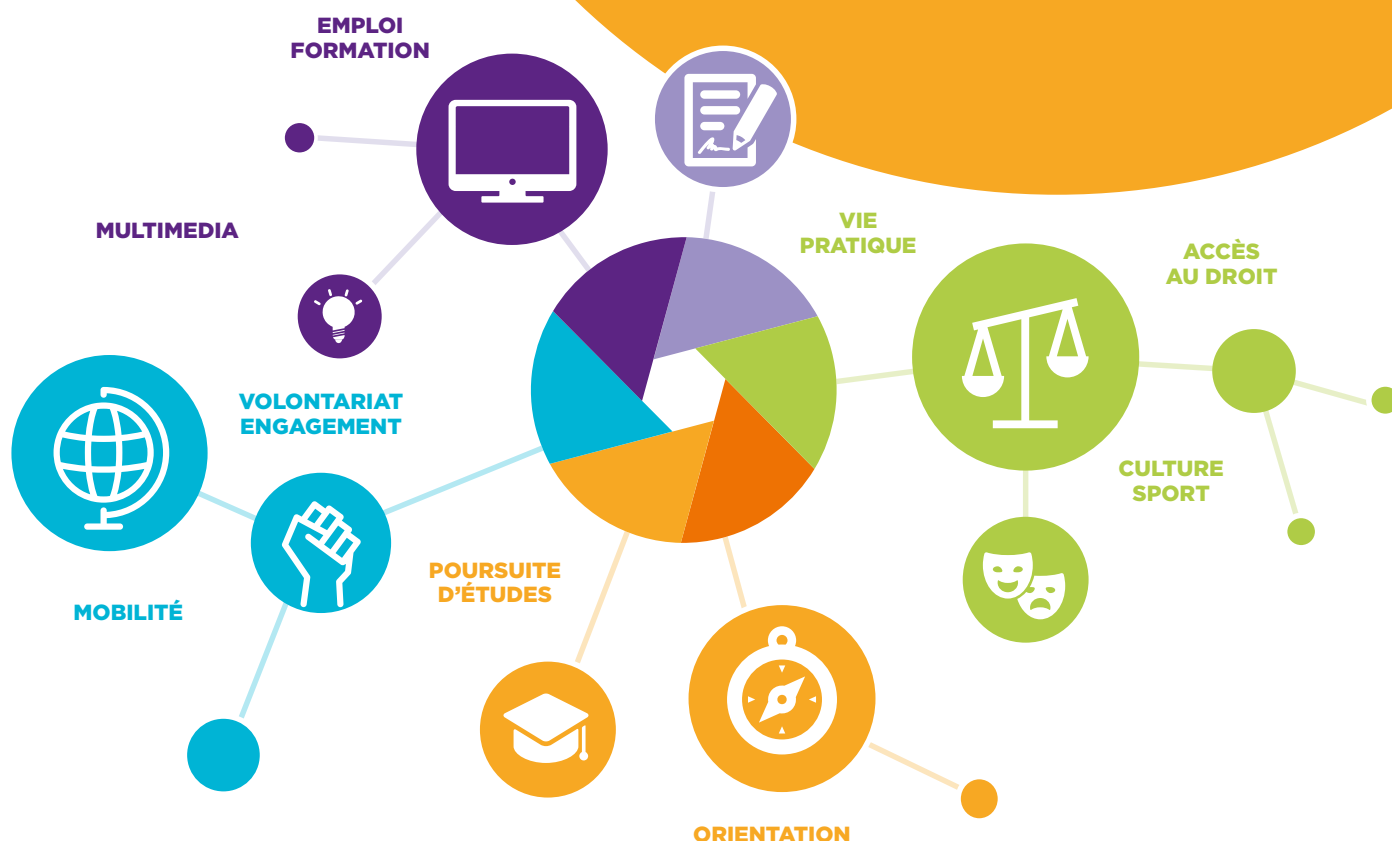 EMPLOI
FORMATION
MULTIMEDIA
VIE
PRATIQUE
ACCÈS
AU DROIT
VOLONTARIAT
ENGAGEMENT
CULTURE
SPORT
POURSUITE
D'ÉTUDES
MOBILITÉ
ORIENTATION